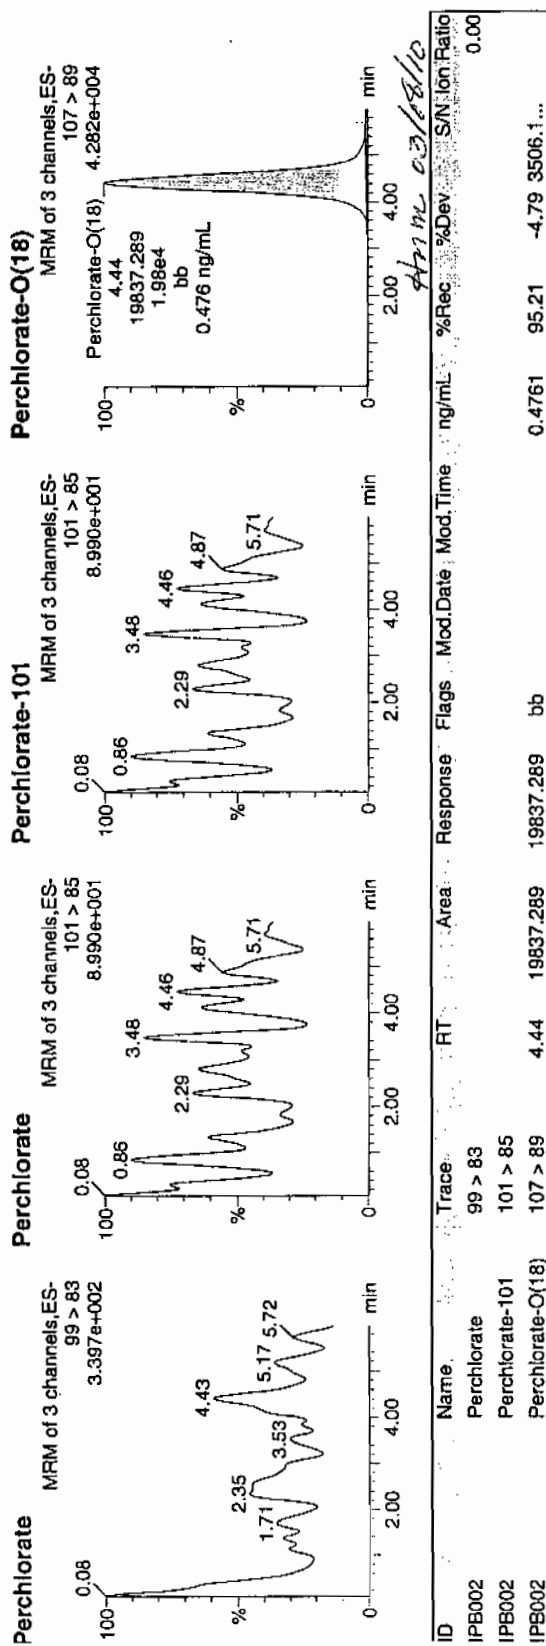 Perchlorate
MRM of 3 channels,ES-
99 > 83
3.397e+002
100
%
0
0.08
1.71
2.35
3.53
4.43
5.17
5.72
2.00
4.00
min
Perchlorate
MRM of 3 channels,ES-
101 > 85
8.990e+001
100
%
0
0.08
0.86
2.29
3.48
4.46
4.87
5.71
2.00
4.00
min
Perchlorate-101
MRM of 3 channels,ES-
101 > 85
8.990e+001
100
%
0
0.08
0.86
2.29
3.48
4.46
4.87
5.71
2.00
4.00
min
Perchlorate-O(18)
MRM of 3 channels,ES-
107 > 89
4.282e+004
100
%
0
Perchlorate-O(18)
4.44
19837.289
1.98e4
bb
0.476 ng/mL
2.00
4.00
min
03/08/10
ID Name Trace RT Area Response Flags Mod.Date Mod.Time ng/mL %Rec %Dev S/N Ion Ratio
IPB002 Perchlorate 99 > 83 0.00
IPB002 Perchlorate-101 101 > 85
IPB002 Perchlorate-O(18) 107 > 89 4.44 19837.289 19837.289 bb 0.4761 95.21 -4.79 3506.1...